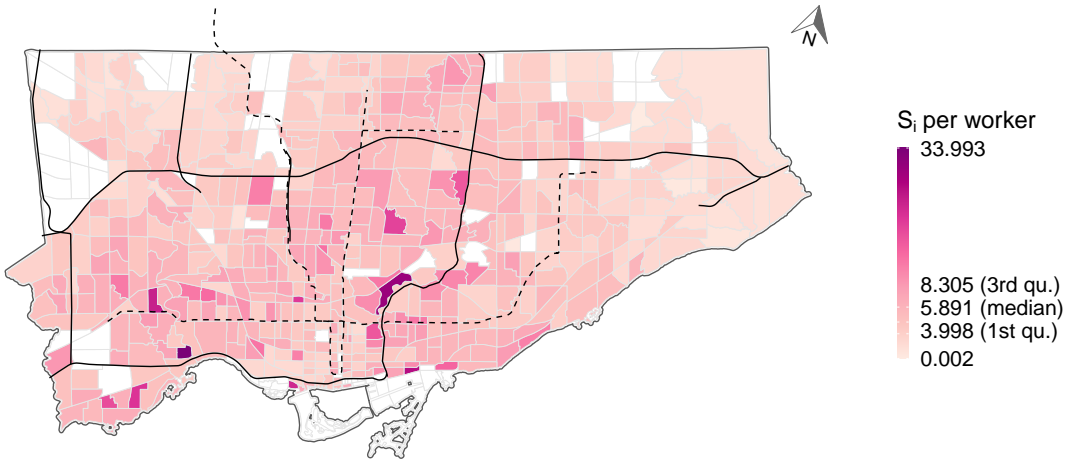 N
Sᵢ per worker
33.993
8.305 (3rd qu.)
5.891 (median)
3.998 (1st qu.)
0.002